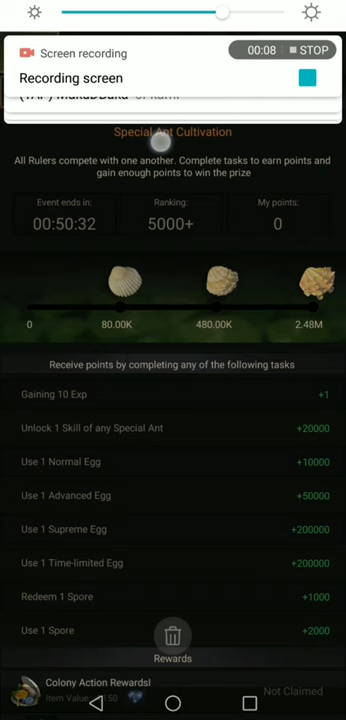 Screen recording
00:08 STOP
Recording screen
Special Ant Cultivation
All Rulers compete with one another. Complete tasks to earn points and
gain enough points to win the prize
Event ends in:
00:50:32
Ranking:
5000+
My points:
0
0
80.00K
480.00K
2.48M
Receive points by completing any of the following tasks
Gaining 10 Exp +1
Unlock 1 Skill of any Special Ant +20000
Use 1 Normal Egg +10000
Use 1 Advanced Egg +50000
Use 1 Supreme Egg +200000
Use 1 Time-limited Egg +200000
Redeem 1 Spore +1000
Use 1 Spore +2000
Rewards
Colony Action Rewards!
Item Value: 150
Not Claimed